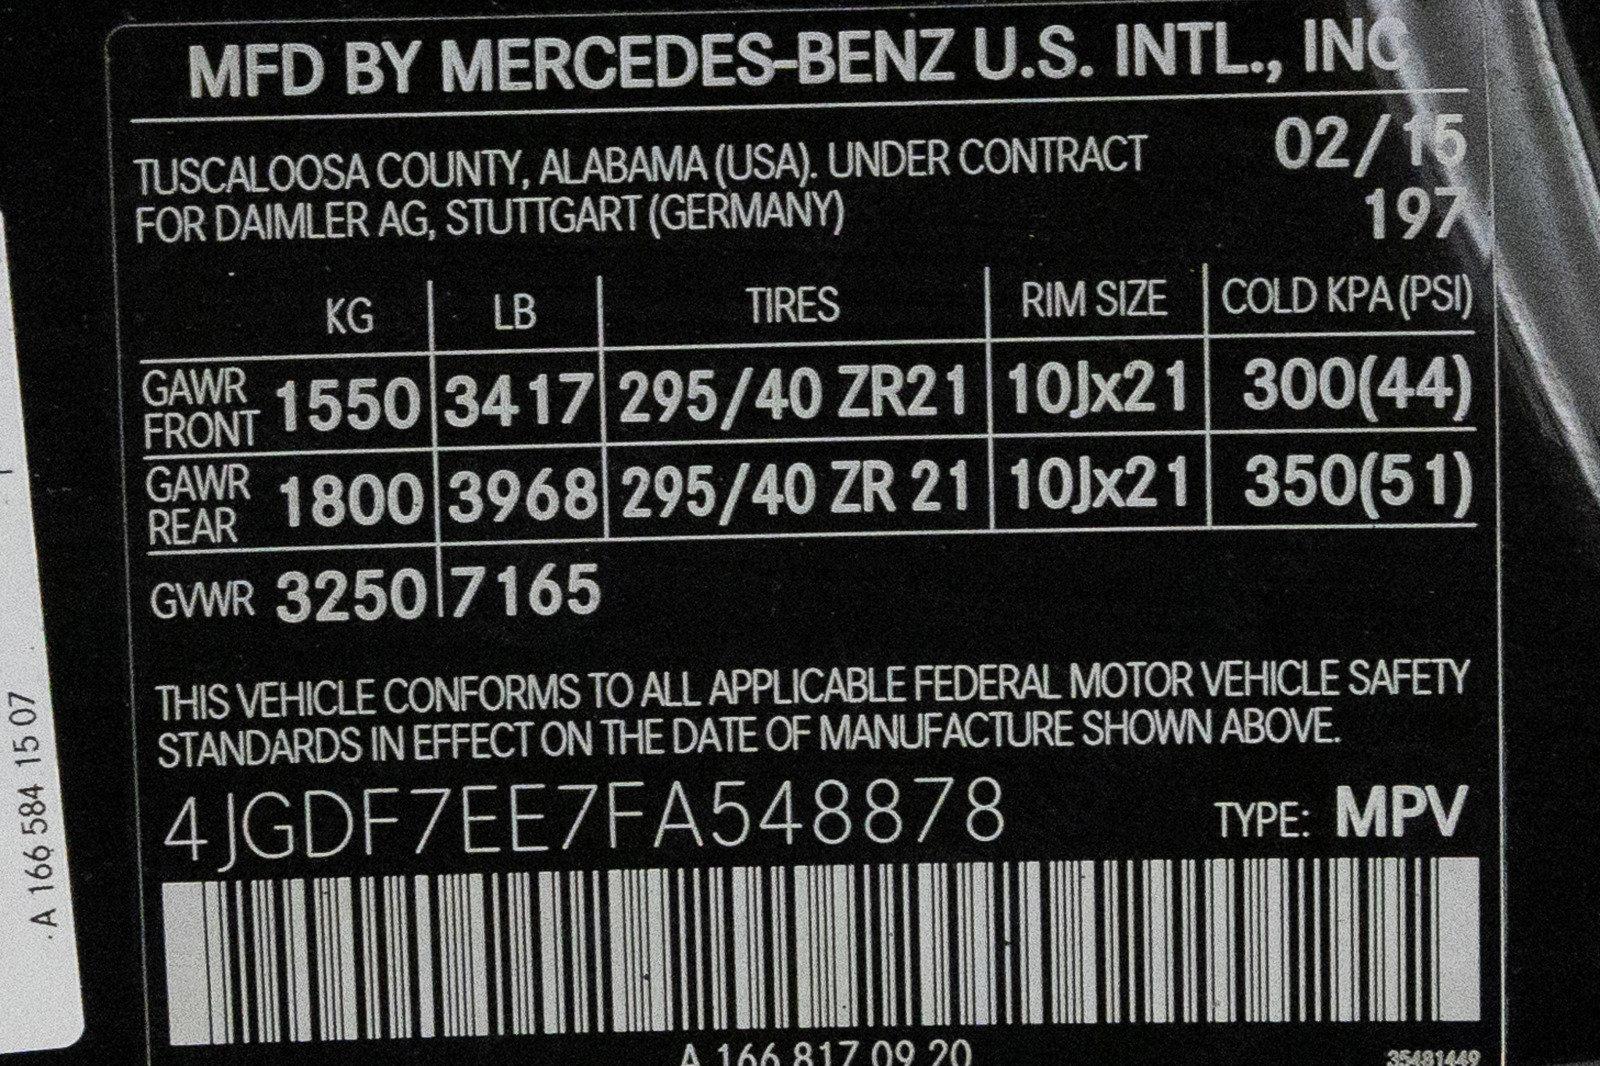 MFD BY MERCEDES-BENZ U.S. INTL., INC
TUSCALOOSA COUNTY, ALABAMA (USA). UNDER CONTRACT 02/15
FOR DAIMLER AG, STUTTGART (GERMANY) 197
KG LB TIRES RIM SIZE COLD KPA (PSI)
GAWR FRONT 1550 3417 295/40 ZR21 10Jx21 300(44)
GAWR REAR 1800 3968 295/40 ZR 21 10Jx21 350(51)
GVWR 3250 7165
THIS VEHICLE CONFORMS TO ALL APPLICABLE FEDERAL MOTOR VEHICLE SAFETY
STANDARDS IN EFFECT ON THE DATE OF MANUFACTURE SHOWN ABOVE.
4JGDF7EE7FA548878 TYPE: MPV
A 166 817 09 20 35481449
A 166 584 15 07